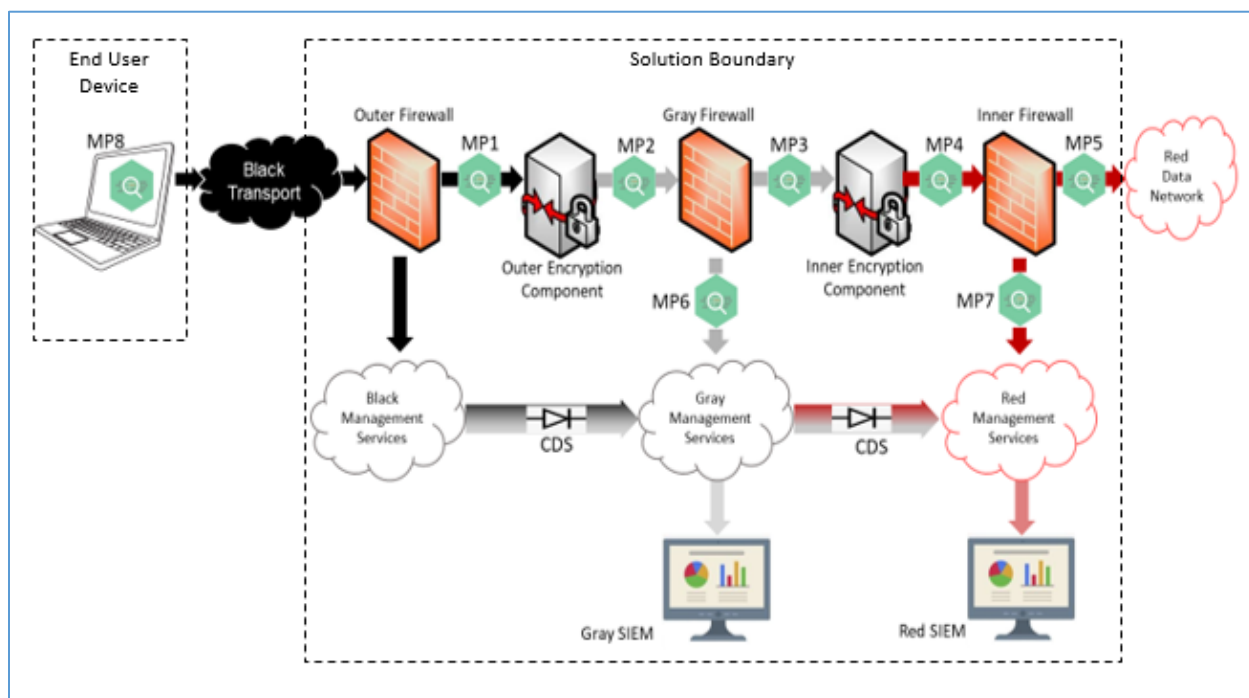 End User
Device
Solution Boundary
MP8
Black
Transport
Outer Firewall
MP1
Outer Encryption
Component
MP2
Gray Firewall
MP3
Inner Encryption
Component
MP4
Inner Firewall
MP5
Red
Data
Network
MP6
MP7
Black
Management
Services
CDS
Gray
Management
Services
CDS
Red
Management
Services
Gray SIEM
Red SIEM